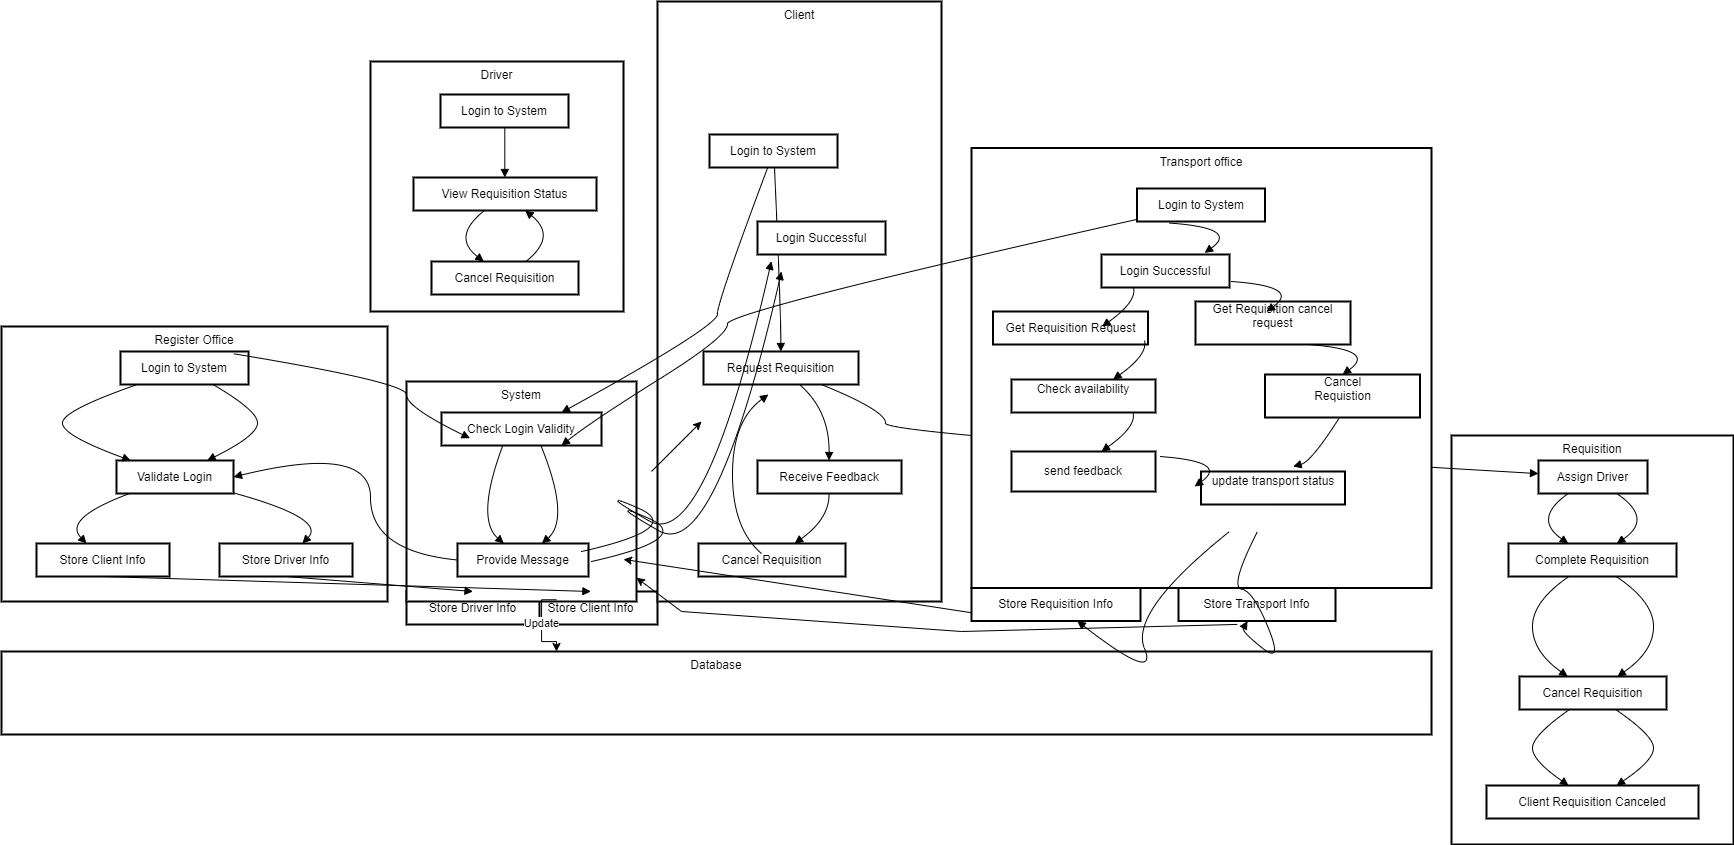 Client
Driver
Login to System
View Requisition Status
Cancel Requisition
Login to System
Login Successful
Request Requisition
Receive Feedback
Cancel Requisition
Transport office
Login to System
Login Successful
Get Requisition Request
Get Requisition cancel
request
Check availability
Cancel
Requistion
send feedback
update transport status
Store Requisition Info
Store Transport Info
Register Office
Login to System
Validate Login
Store Client Info
Store Driver Info
System
Check Login Validity
Provide Message
Store Driver Info
Store Client Info
Update
Database
Requisition
Assign Driver
Complete Requisition
Cancel Requisition
Client Requisition Canceled